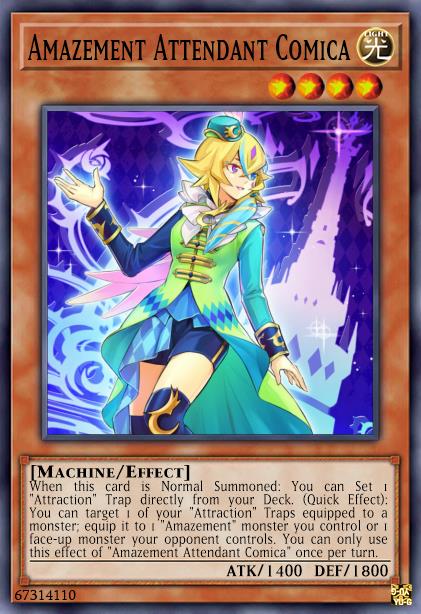 AMAZEMENT ATTENDANT COMICA
LIGHT
光
[MACHINE/EFFECT]
When this card is Normal Summoned: You can Set 1
"Attraction" Trap directly from your Deck. (Quick Effect):
You can target 1 of your "Attraction" Traps equipped to a
monster; equip it to 1 "Amazement" monster you control or 1
face-up monster your opponent controls. You can only use
this effect of "Amazement Attendant Comica" once per turn.
ATK/1400 DEF/1800
67314110